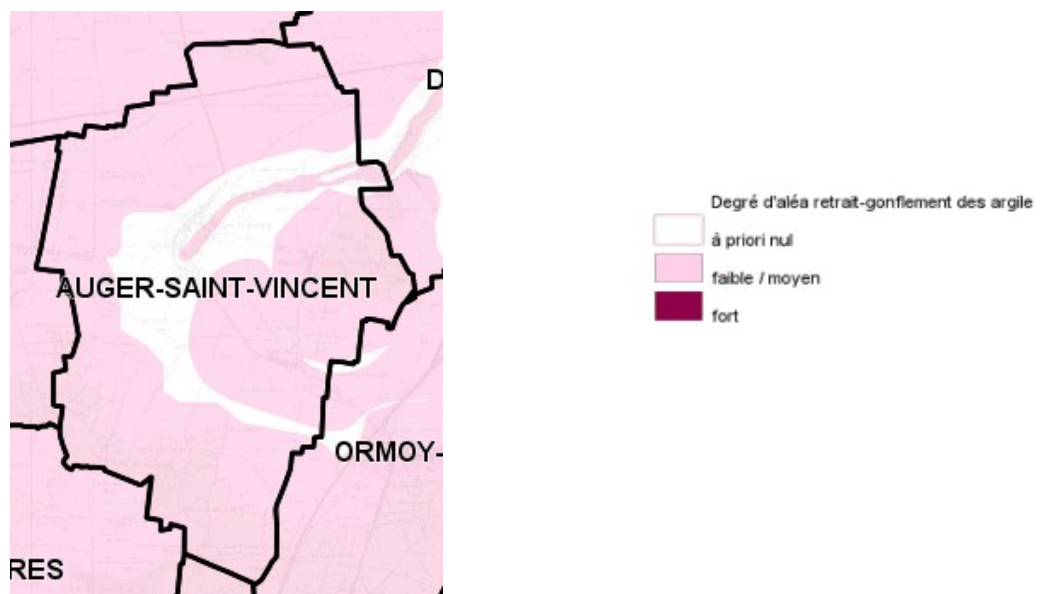 D
AUGER-SAINT-VINCENT
ORMOY-
RES
Degré d'aléa retrait-gonflement des argile
à priori nul
faible / moyen
fort